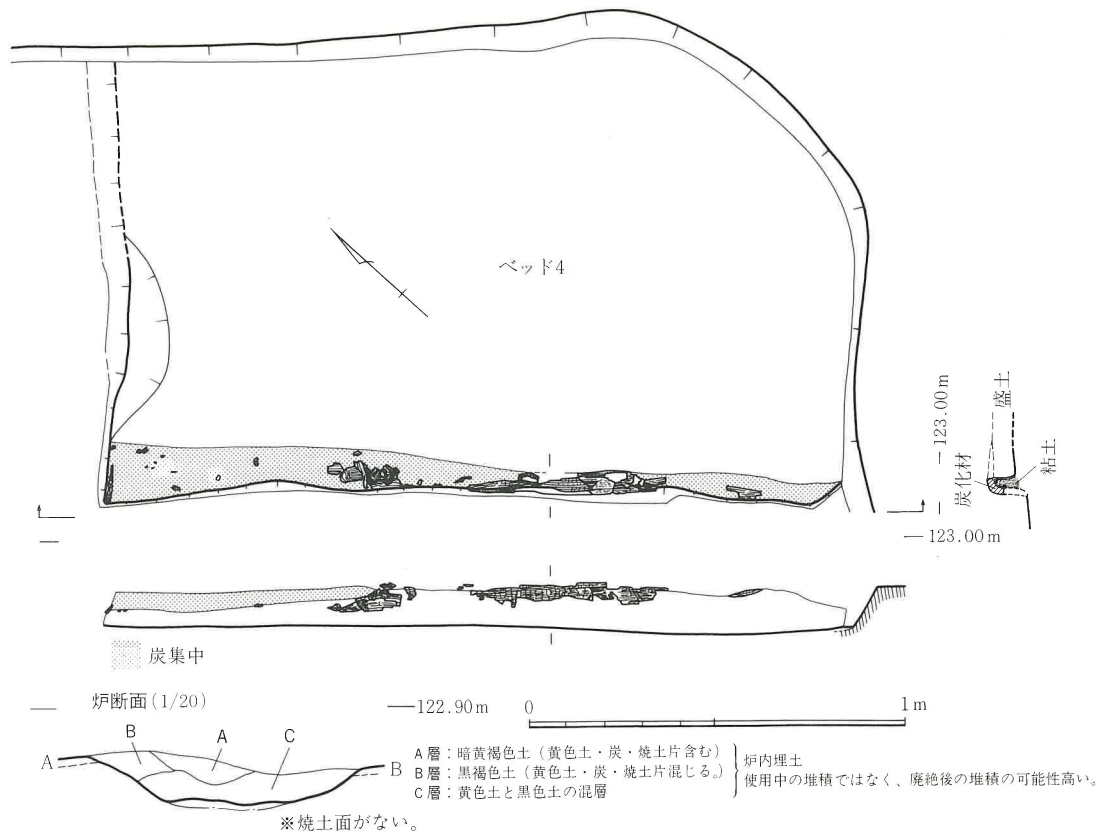 ベッド4
123.00m
盛土
炭化材
粘土
123.00m
炭集中
炉断面(1/20)
122.90m
0
1m
A
B
A
C
B
A層：暗黄褐色土（黄色土・炭・焼土片含む）
B層：黒褐色土（黄色土・炭・焼土片混じる。）
C層：黄色土と黒色土の混層
炉内埋土
使用中の堆積ではなく、廃絶後の堆積の可能性高い。
※焼土面がない。